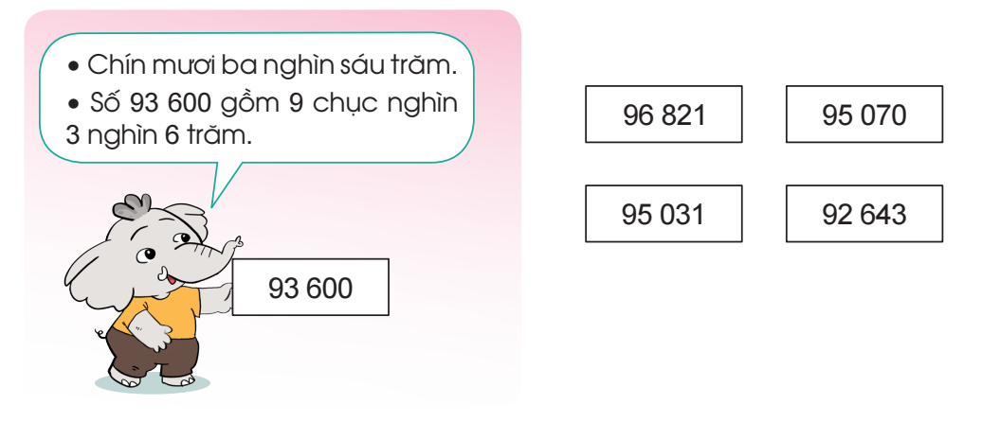 • Chín mươi ba nghìn sáu trăm.
• Số 93 600 gồm 9 chục nghìn
3 nghìn 6 trăm.
93 600
96 821
95 070
95 031
92 643